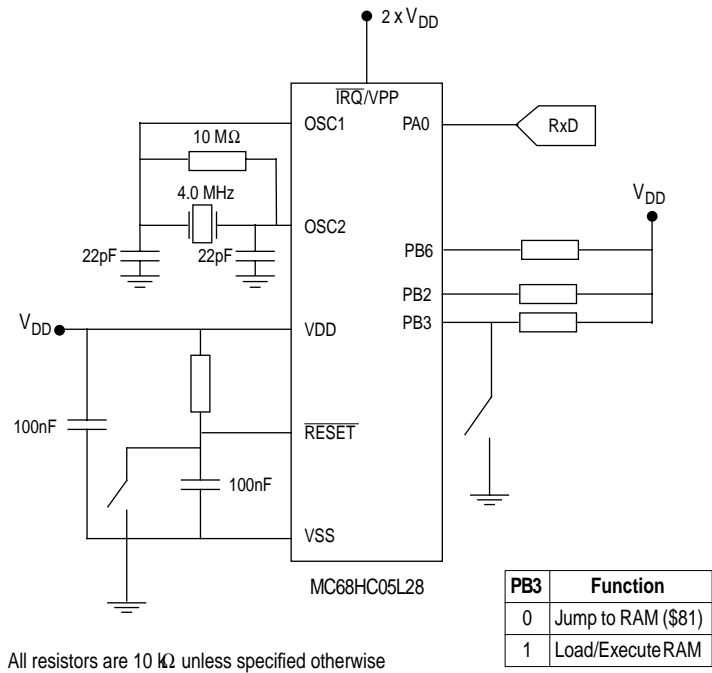 2 x VDD
IRQ/VPP
OSC1
PA0
RxD
10 MΩ
4.0 MHz
VDD
OSC2
22pF
22pF
PB6
PB2
VDD
VDD
PB3
100nF
RESET
100nF
VSS
MC68HC05L28
PB3 Function
0 Jump to RAM ($81)
1 Load/Execute RAM
All resistors are 10 kΩ unless specified otherwise